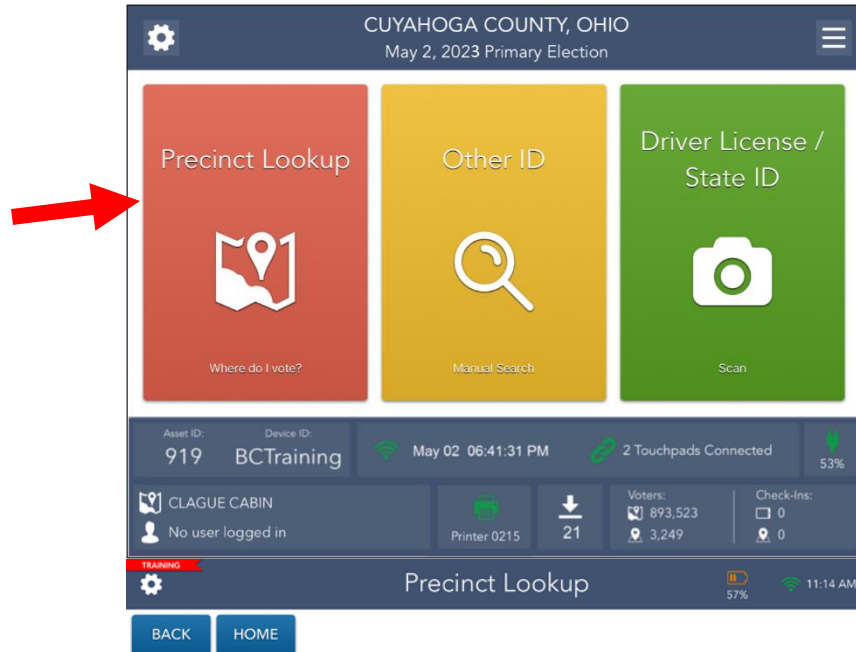 CUYAHOGA COUNTY, OHIO
May 2, 2023 Primary Election
Precinct Lookup
Where do I vote?
Other ID
Manual Search
Driver License /
State ID
Scan
Asset ID:
919
Device ID:
BCTraining
May 02 06:41:31 PM
2 Touchpads Connected
53%
CLAGUE CABIN
No user logged in
Printer 0215
21
Voters:
893,523
3,249
Check-Ins:
0
0
TRAINING
Precinct Lookup
57%
11:14 AM
BACK
HOME